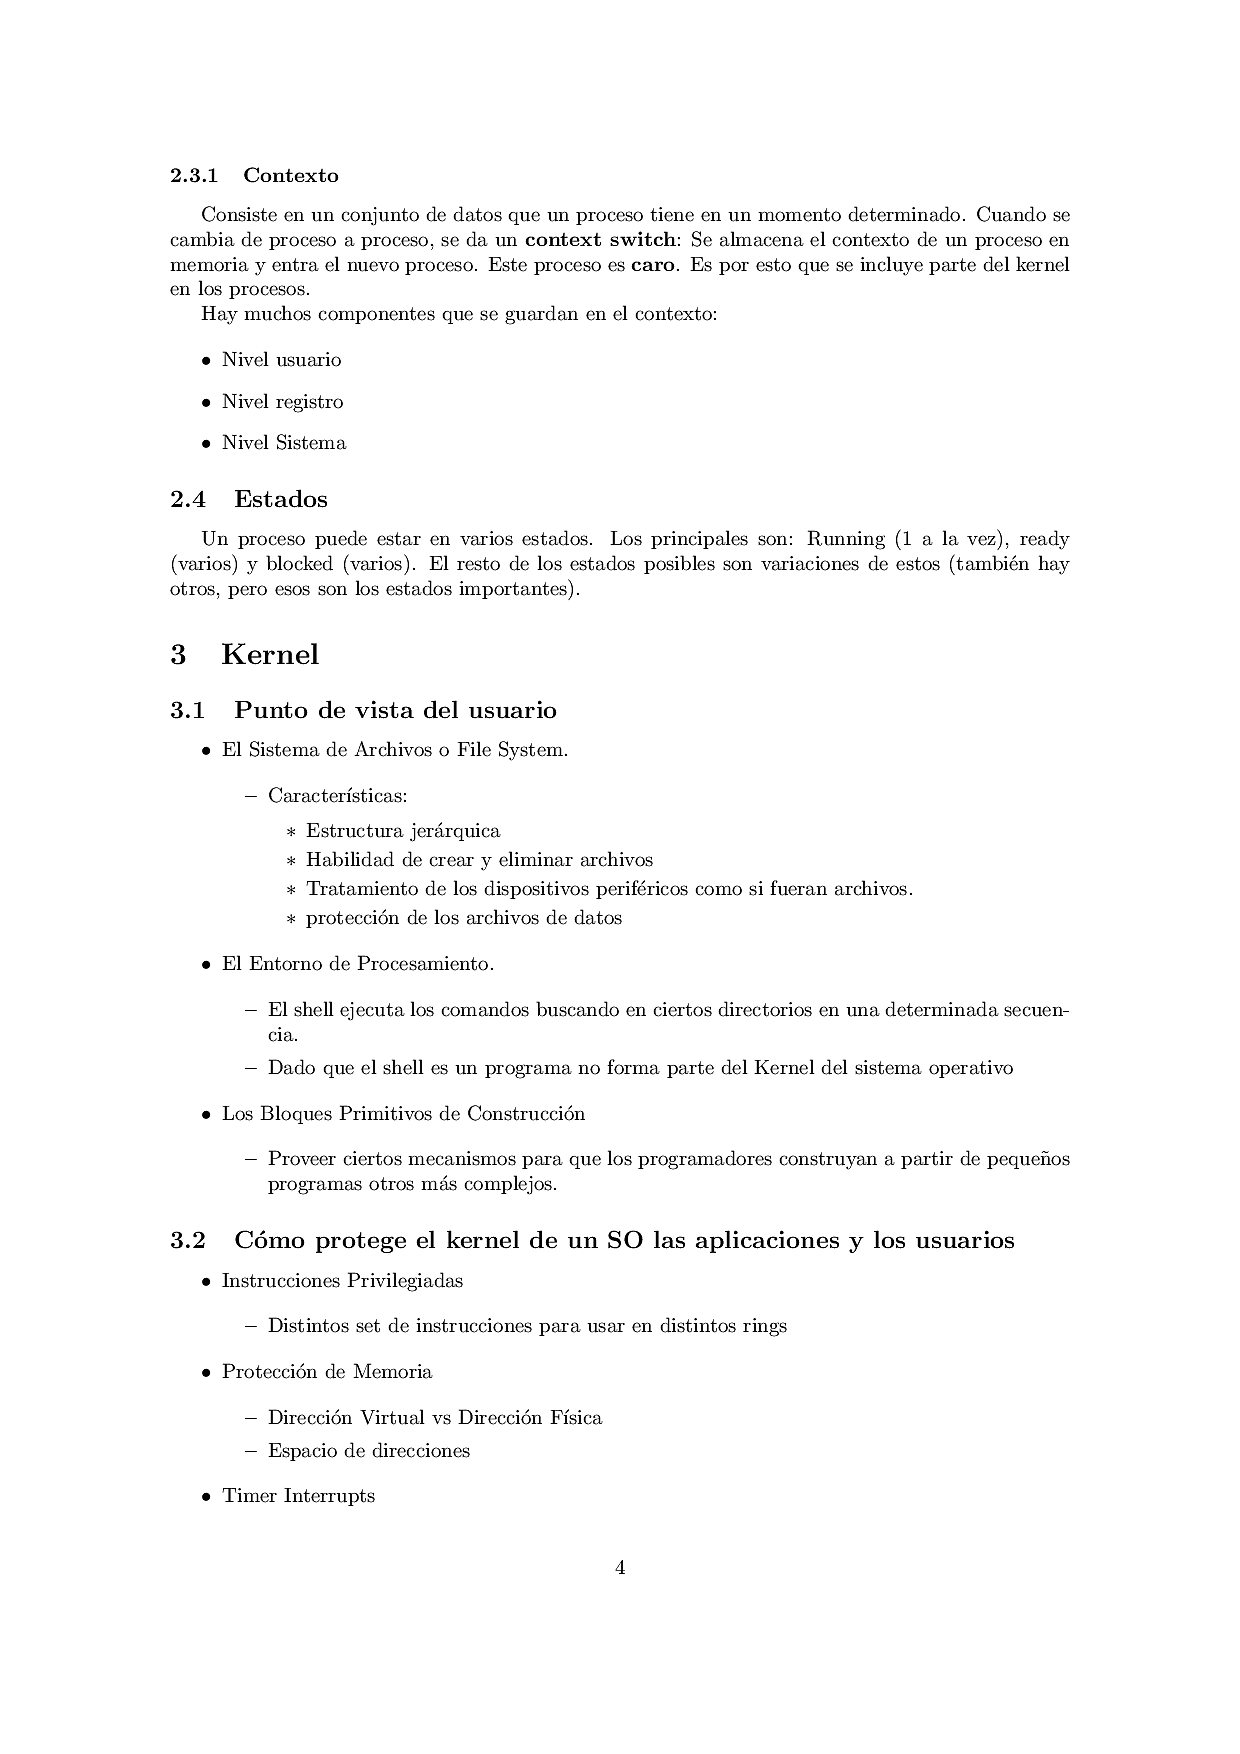 2.3.1 Contexto
Consiste en un conjunto de datos que un proceso tiene en un momento determinado. Cuando se
cambia de proceso a proceso, se da un context switch: Se almacena el contexto de un proceso en
memoria y entra el nuevo proceso. Este proceso es caro. Es por esto que se incluye parte del kernel
en los procesos.
Hay muchos componentes que se guardan en el contexto:
• Nivel usuario
• Nivel registro
• Nivel Sistema
2.4 Estados
Un proceso puede estar en varios estados. Los principales son: Running (1 a la vez), ready
(varios) y blocked (varios). El resto de los estados posibles son variaciones de estos (también hay
otros, pero esos son los estados importantes).
3 Kernel
3.1 Punto de vista del usuario
• El Sistema de Archivos o File System.
– Características:
∗ Estructura jerárquica
∗ Habilidad de crear y eliminar archivos
∗ Tratamiento de los dispositivos periféricos como si fueran archivos.
∗ protección de los archivos de datos
• El Entorno de Procesamiento.
– El shell ejecuta los comandos buscando en ciertos directorios en una determinada secuen-
cia.
– Dado que el shell es un programa no forma parte del Kernel del sistema operativo
• Los Bloques Primitivos de Construcción
– Proveer ciertos mecanismos para que los programadores construyan a partir de pequeños
programas otros más complejos.
3.2 Cómo protege el kernel de un SO las aplicaciones y los usuarios
• Instrucciones Privilegiadas
– Distintos set de instrucciones para usar en distintos rings
• Protección de Memoria
– Dirección Virtual vs Dirección Física
– Espacio de direcciones
• Timer Interrupts
4